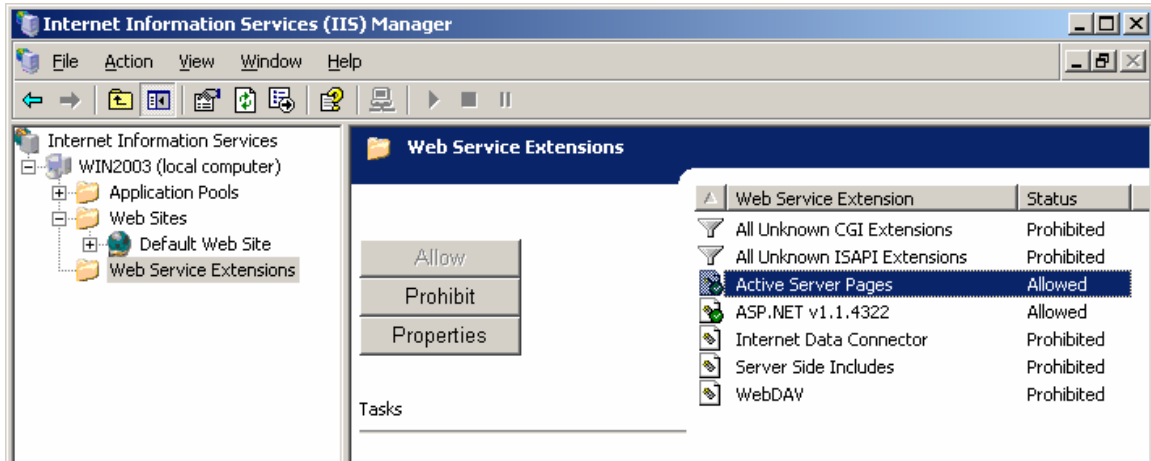 Internet Information Services (IIS) Manager
File Action View Window Help
Internet Information Services
WIN2003 (local computer)
Application Pools
Web Sites
Default Web Site
Web Service Extensions
Web Service Extensions
Allow
Prohibit
Properties
Tasks
Web Service Extension Status
All Unknown CGI Extensions Prohibited
All Unknown ISAPI Extensions Prohibited
Active Server Pages Allowed
ASP.NET v1.1.4322 Allowed
Internet Data Connector Prohibited
Server Side Includes Prohibited
WebDAV Prohibited